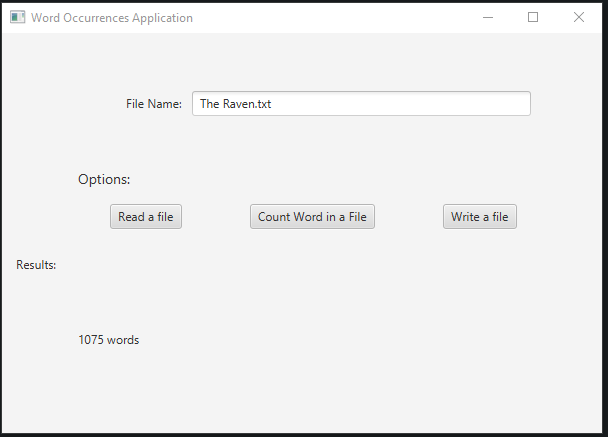 Word Occurrences Application
File Name: The Raven.txt
Options:
Read a file Count Word in a File Write a file
Results:
1075 words